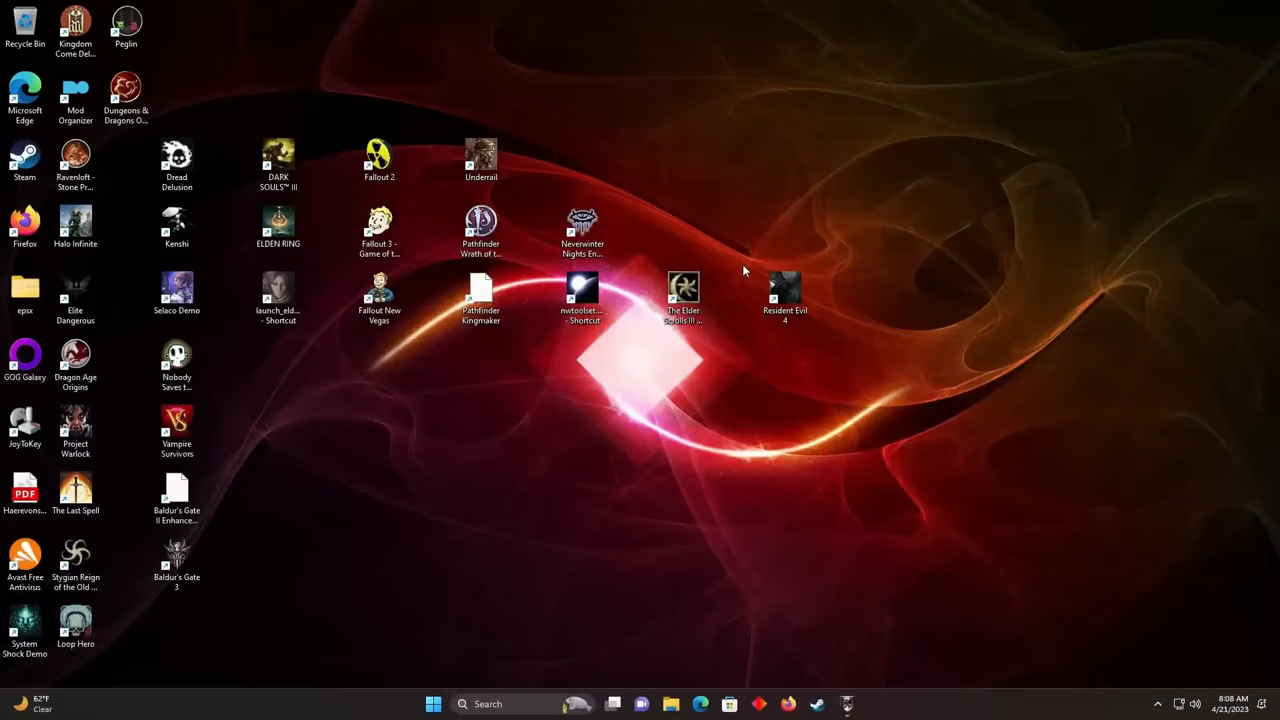 Recycle Bin
Kingdom
Come Del...
Peglin
Microsoft
Edge
Mod
Organizer
Dungeons &
Dragons O...
Steam
Ravenloft -
Stone Pr...
Dread
Delusion
DARK
SOULS™ III
Fallout 2
Underrail
Firefox
Halo Infinite
Kenshi
ELDEN RING
Fallout 3 -
Game of t...
Pathfinder
Wrath of t...
Neverwinter
Nights En...
epsx
Elite
Dangerous
Selaco Demo
launch_eld...
- Shortcut
Fallout New
Vegas
Pathfinder
Kingmaker
nwtoolset....
- Shortcut
The Elder
Scrolls III ...
Resident Evil
4
GOG Galaxy
Dragon Age
Origins
Nobody
Saves t...
JoyToKey
Project
Warlock
VS
Vampire
Survivors
PDF
Haerevons...
The Last Spell
Baldur's Gate
II Enhance...
Avast Free
Antivirus
Stygian Reign
of the Old ...
Baldur's Gate
3
System
Shock Demo
Loop Hero
62°F
Clear
Search
8:08 AM
4/21/2023